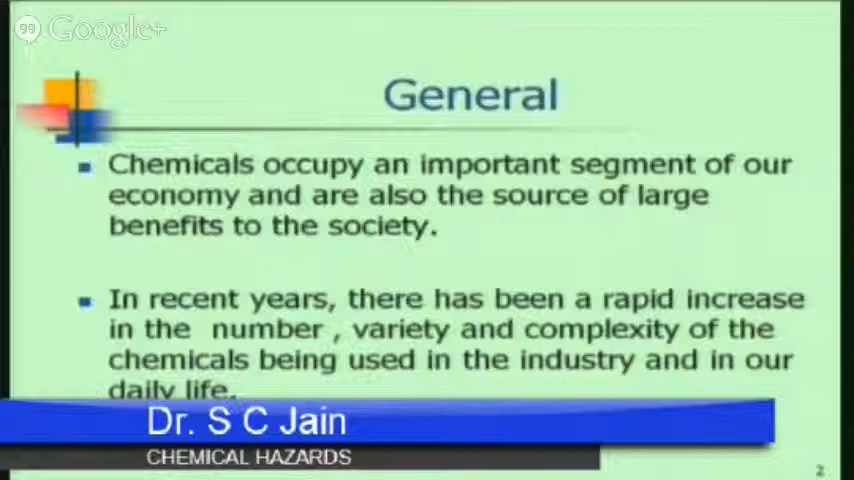 99 Google+
General
Chemicals occupy an important segment of our
economy and are also the source of large
benefits to the society.
In recent years, there has been a rapid increase
in the number , variety and complexity of the
chemicals being used in the industry and in our
daily life.
Dr. S C Jain
CHEMICAL HAZARDS
2